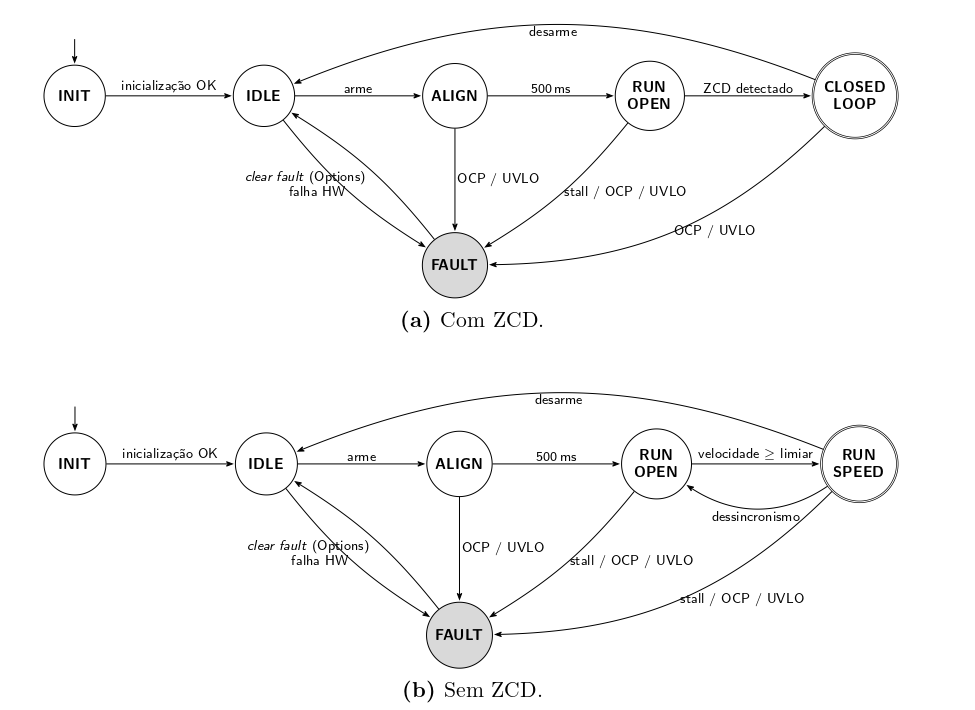 desarme
INIT
inicialização OK
IDLE
arme
ALIGN
500 ms
RUN
OPEN
ZCD detectado
CLOSED
LOOP
clear fault (Options)
falha HW
OCP / UVLO
stall / OCP / UVLO
OCP / UVLO
FAULT
(a) Com ZCD.
desarme
INIT
inicialização OK
IDLE
arme
ALIGN
500 ms
RUN
OPEN
velocidade ≥ limiar
RUN
SPEED
dessincronismo
clear fault (Options)
falha HW
OCP / UVLO
stall / OCP / UVLO
stall / OCP / UVLO
FAULT
(b) Sem ZCD.